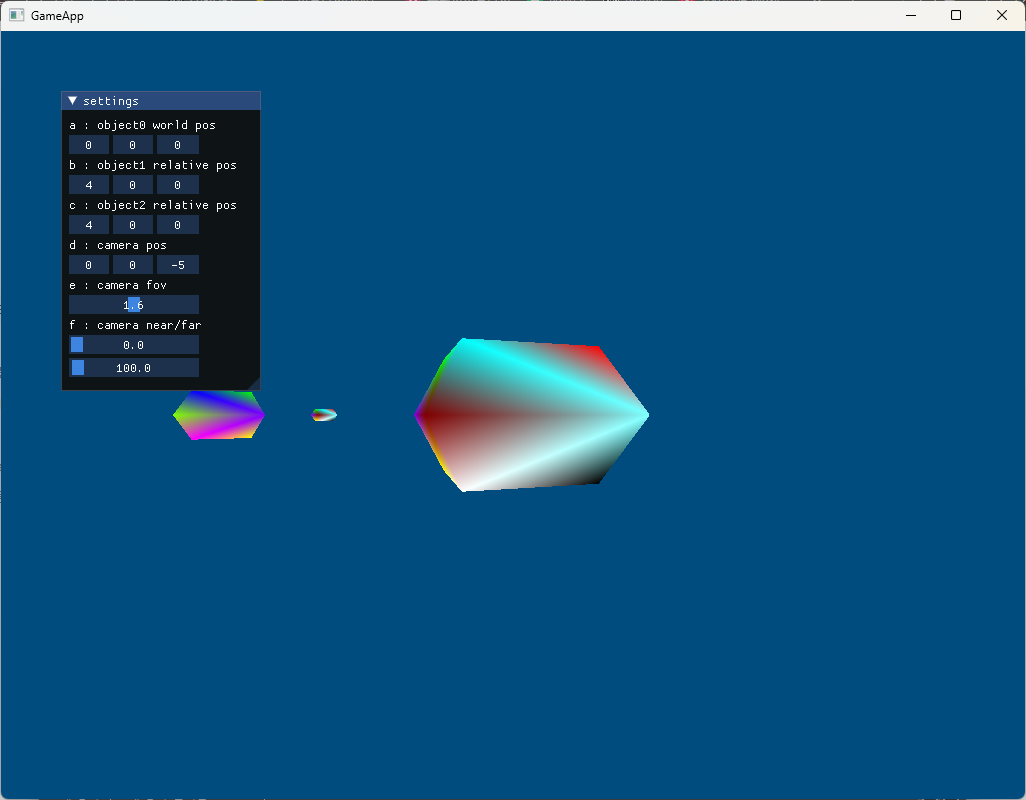 GameApp
settings
a : object0 world pos
0 0 0
b : object1 relative pos
4 0 0
c : object2 relative pos
4 0 0
d : camera pos
0 0 -5
e : camera fov
1.6
f : camera near/far
0.0
100.0